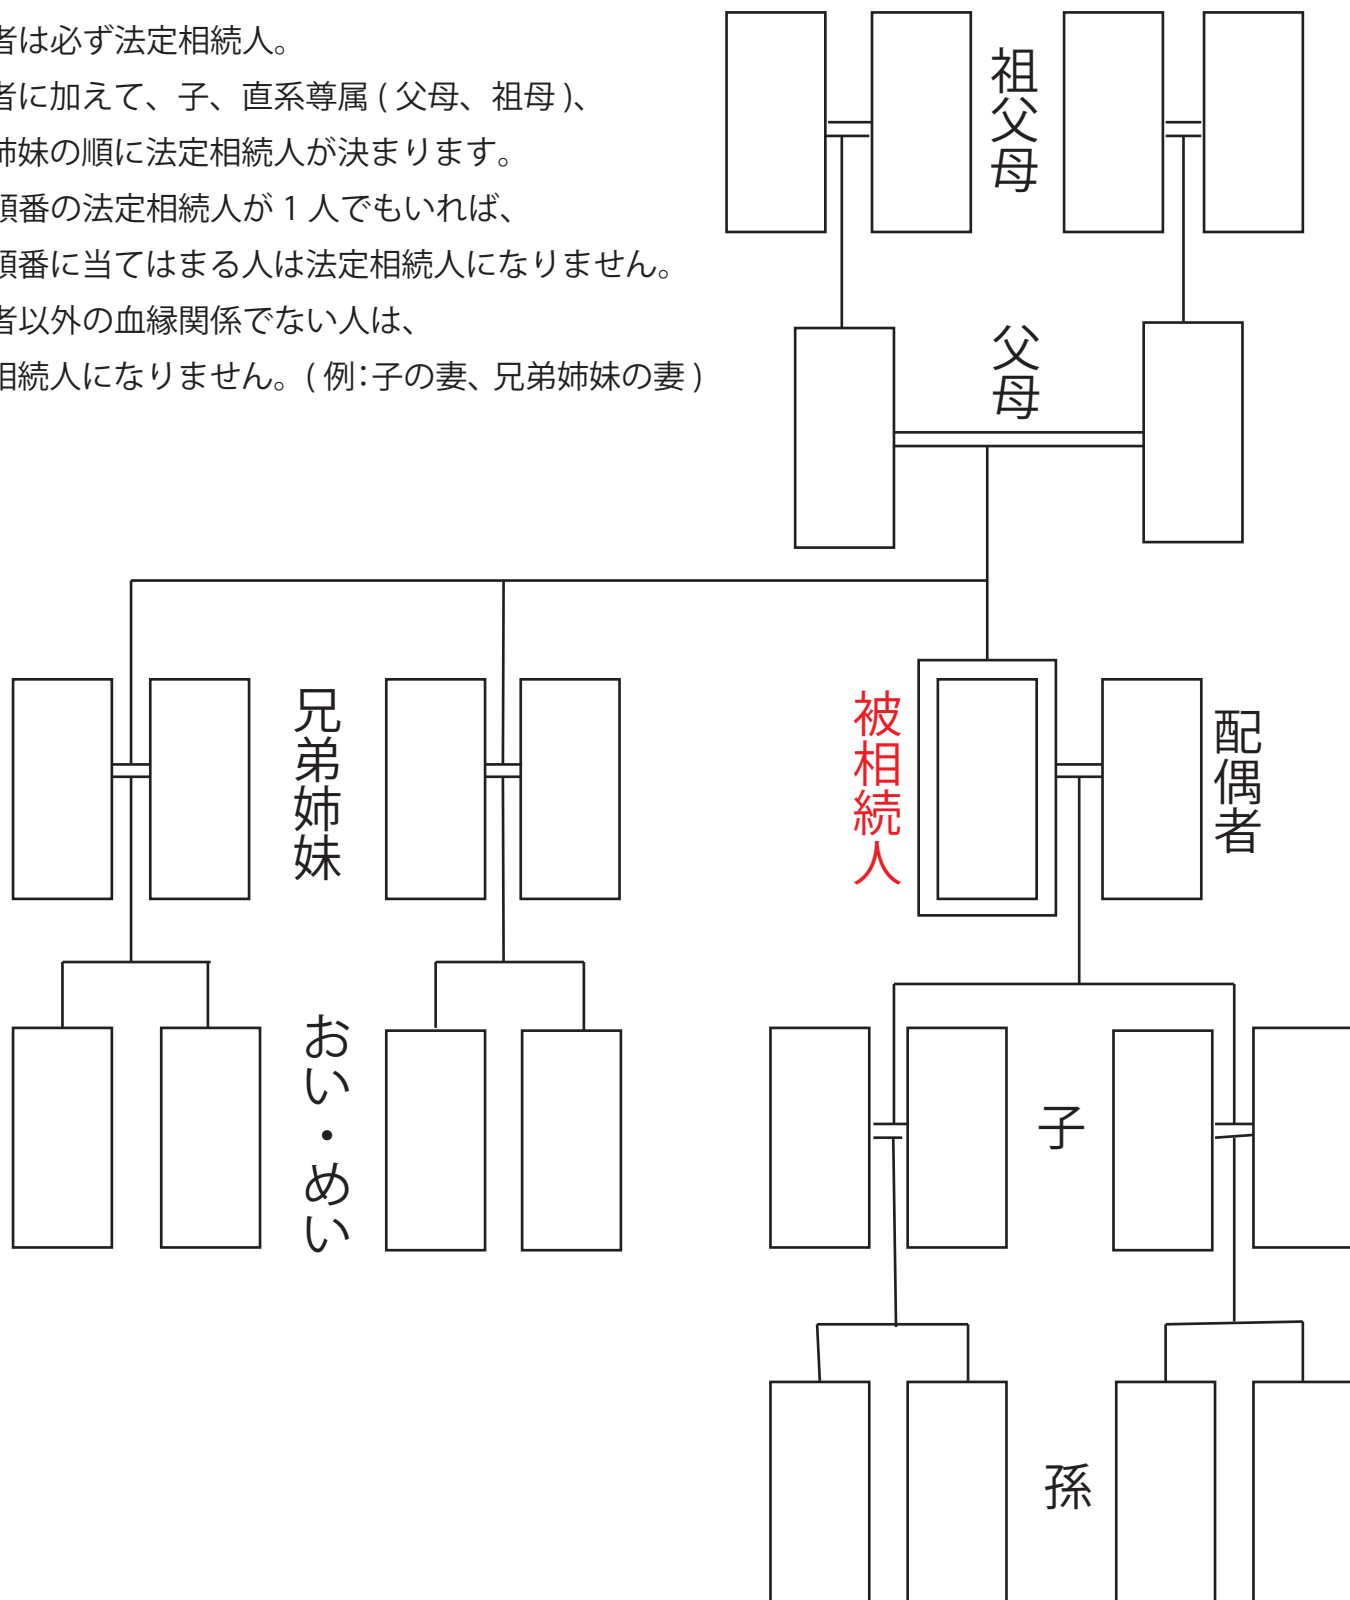 者は必ず法定相続人。
者に加えて、子、直系尊属 ( 父母、祖母 )、
姉妹の順に法定相続人が決まります。
順番の法定相続人が 1 人でもいれば、
順番に当てはまる人は法定相続人になりません。
者以外の血縁関係でない人は、
相続人になりません。( 例：子の妻、兄弟姉妹の妻 )
祖父母
父母
兄弟姉妹
被相続人
配偶者
おい・めい
子
孫